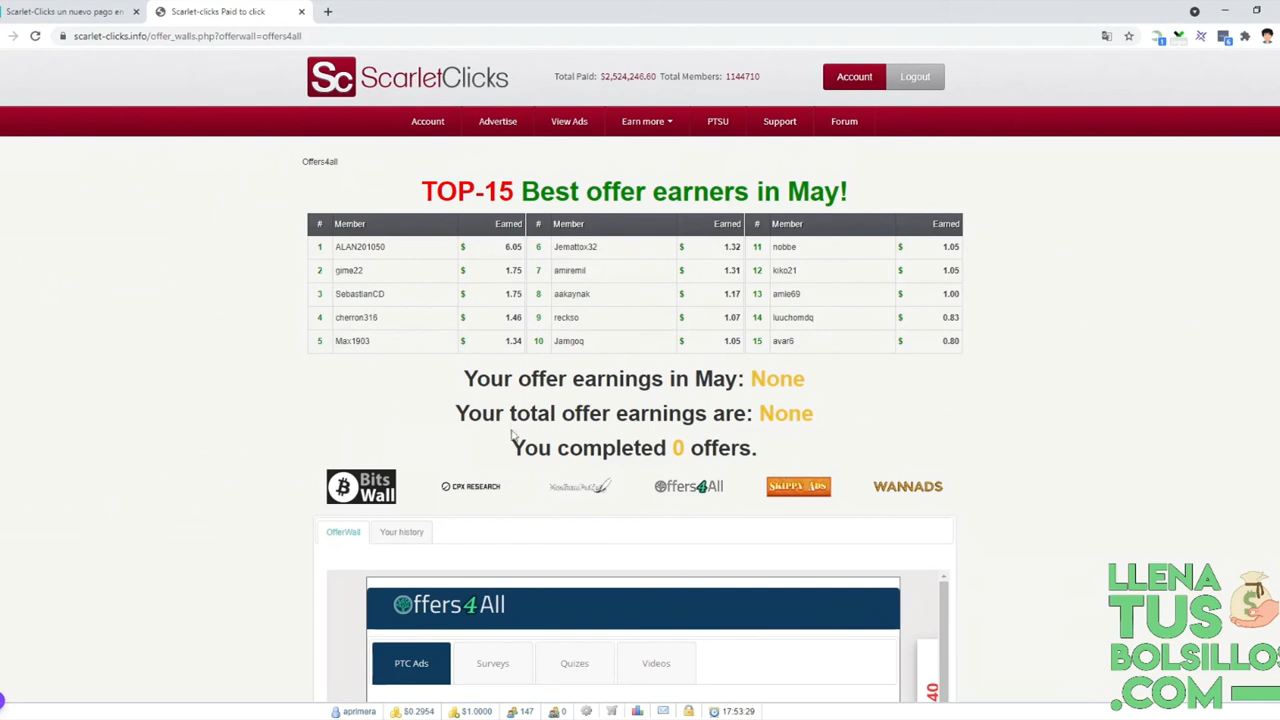 Scarlet-Clicks un nuevo pago en
Scarlet-clicks Paid to click
scarlet-clicks.info/offer_walls.php?offerwall=offers4all
Sc ScarletClicks
Total Paid: $2,524,246.60 Total Members: 1144710
Account Logout
Account Advertise View Ads Earn more PTSU Support Forum
Offers4all
TOP-15 Best offer earners in May!
# Member Earned # Member Earned # Member Earned
1 ALAN201050 $ 6.05 6 Jemattox32 $ 1.32 11 nobbe $ 1.05
2 gime22 $ 1.75 7 amiremil $ 1.31 12 kiko21 $ 1.05
3 SebastianCD $ 1.75 8 aakaynak $ 1.17 13 amie69 $ 1.00
4 cherron316 $ 1.46 9 reckso $ 1.07 14 luuchomdq $ 0.83
5 Max1903 $ 1.34 10 Jamgoq $ 1.05 15 avar6 $ 0.80
Your offer earnings in May: None
Your total offer earnings are: None
You completed 0 offers.
Bits Wall CPX RESEARCH Offers4All SKIPPY ADS WANNADS
OfferWall Your history
Offers4All
PTC Ads Surveys Quizes Videos
40
LLENA
TUS
BOLSILLOS
.COM
aprimera $0.2954 $1.0000 147 0 17:53:29